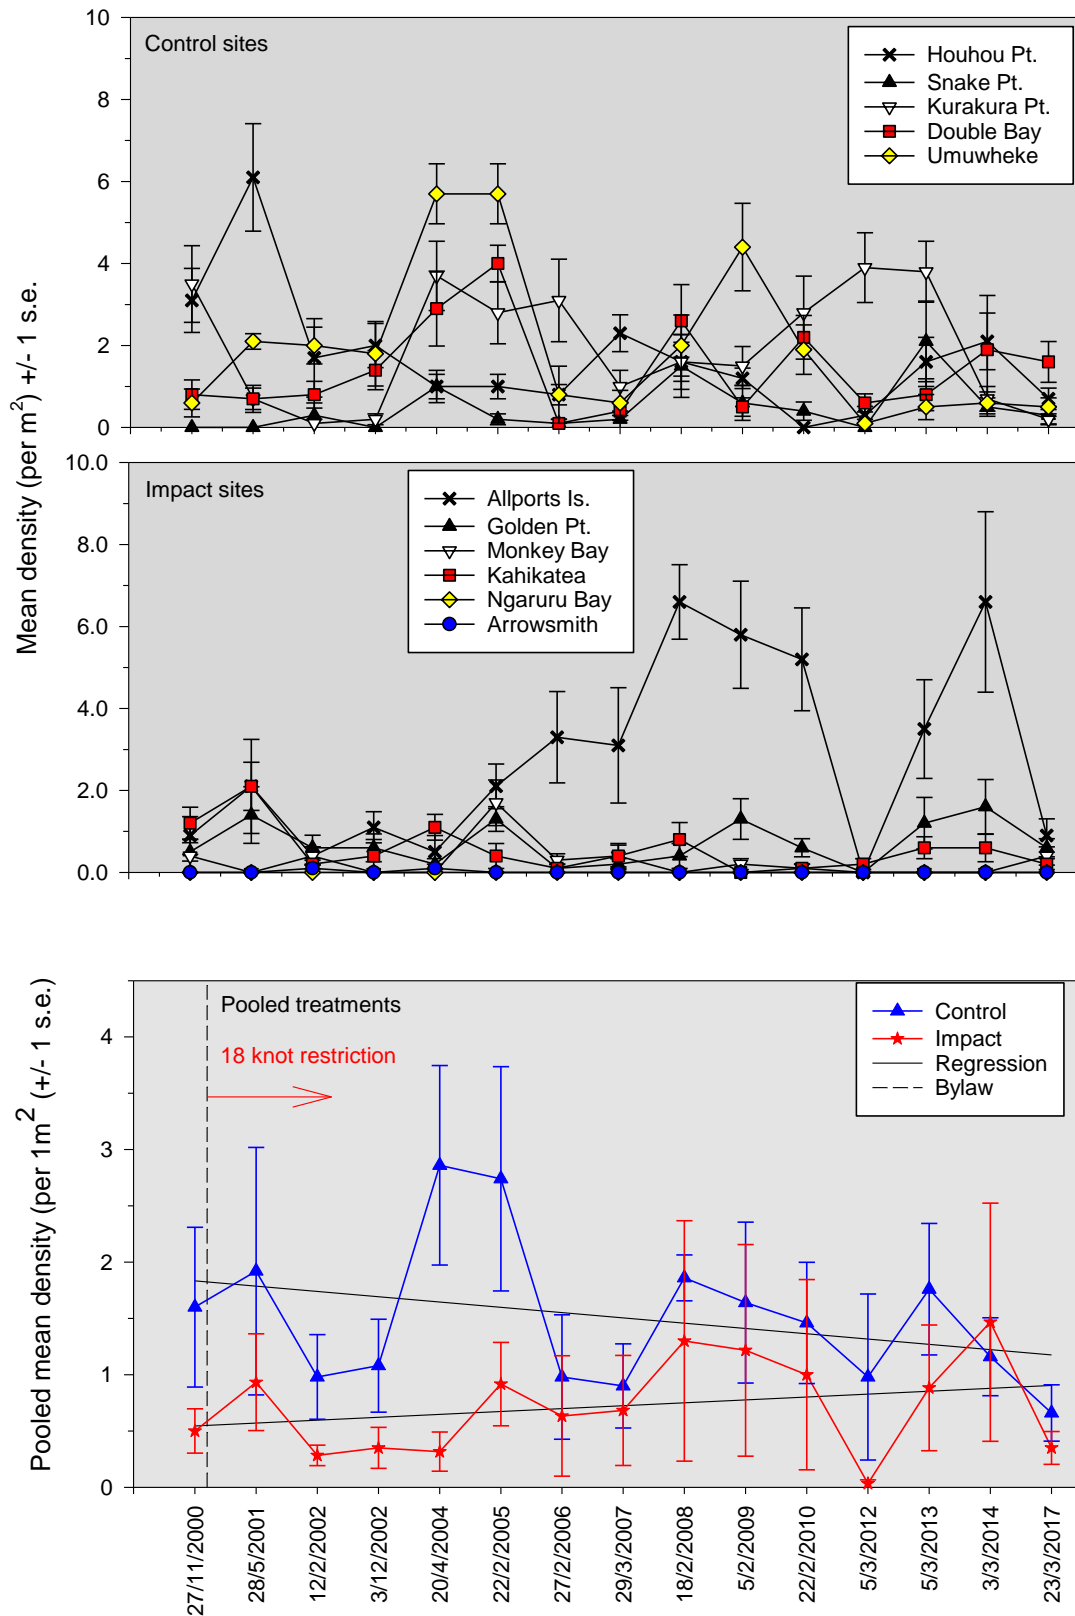 Mean density (per m2) +/- 1 s.e.
10
8
6
4
2
0
Control sites
Houhou Pt.
Snake Pt.
Kurakura Pt.
Double Bay
Umuwheke
10.0
8.0
6.0
4.0
2.0
0.0
Impact sites
Allports Is.
Golden Pt.
Monkey Bay
Kahikatea
Ngaruru Bay
Arrowsmith
Pooled mean density (per 1m2 (+/- 1 s.e.)
4
3
2
1
0
Pooled treatments
18 knot restriction
Control
Impact
Regression
Bylaw
27/11/2000
28/5/2001
12/2/2002
3/12/2002
20/4/2004
22/2/2005
27/2/2006
29/3/2007
18/2/2008
5/2/2009
22/2/2010
5/3/2012
5/3/2013
3/3/2014
23/3/2017